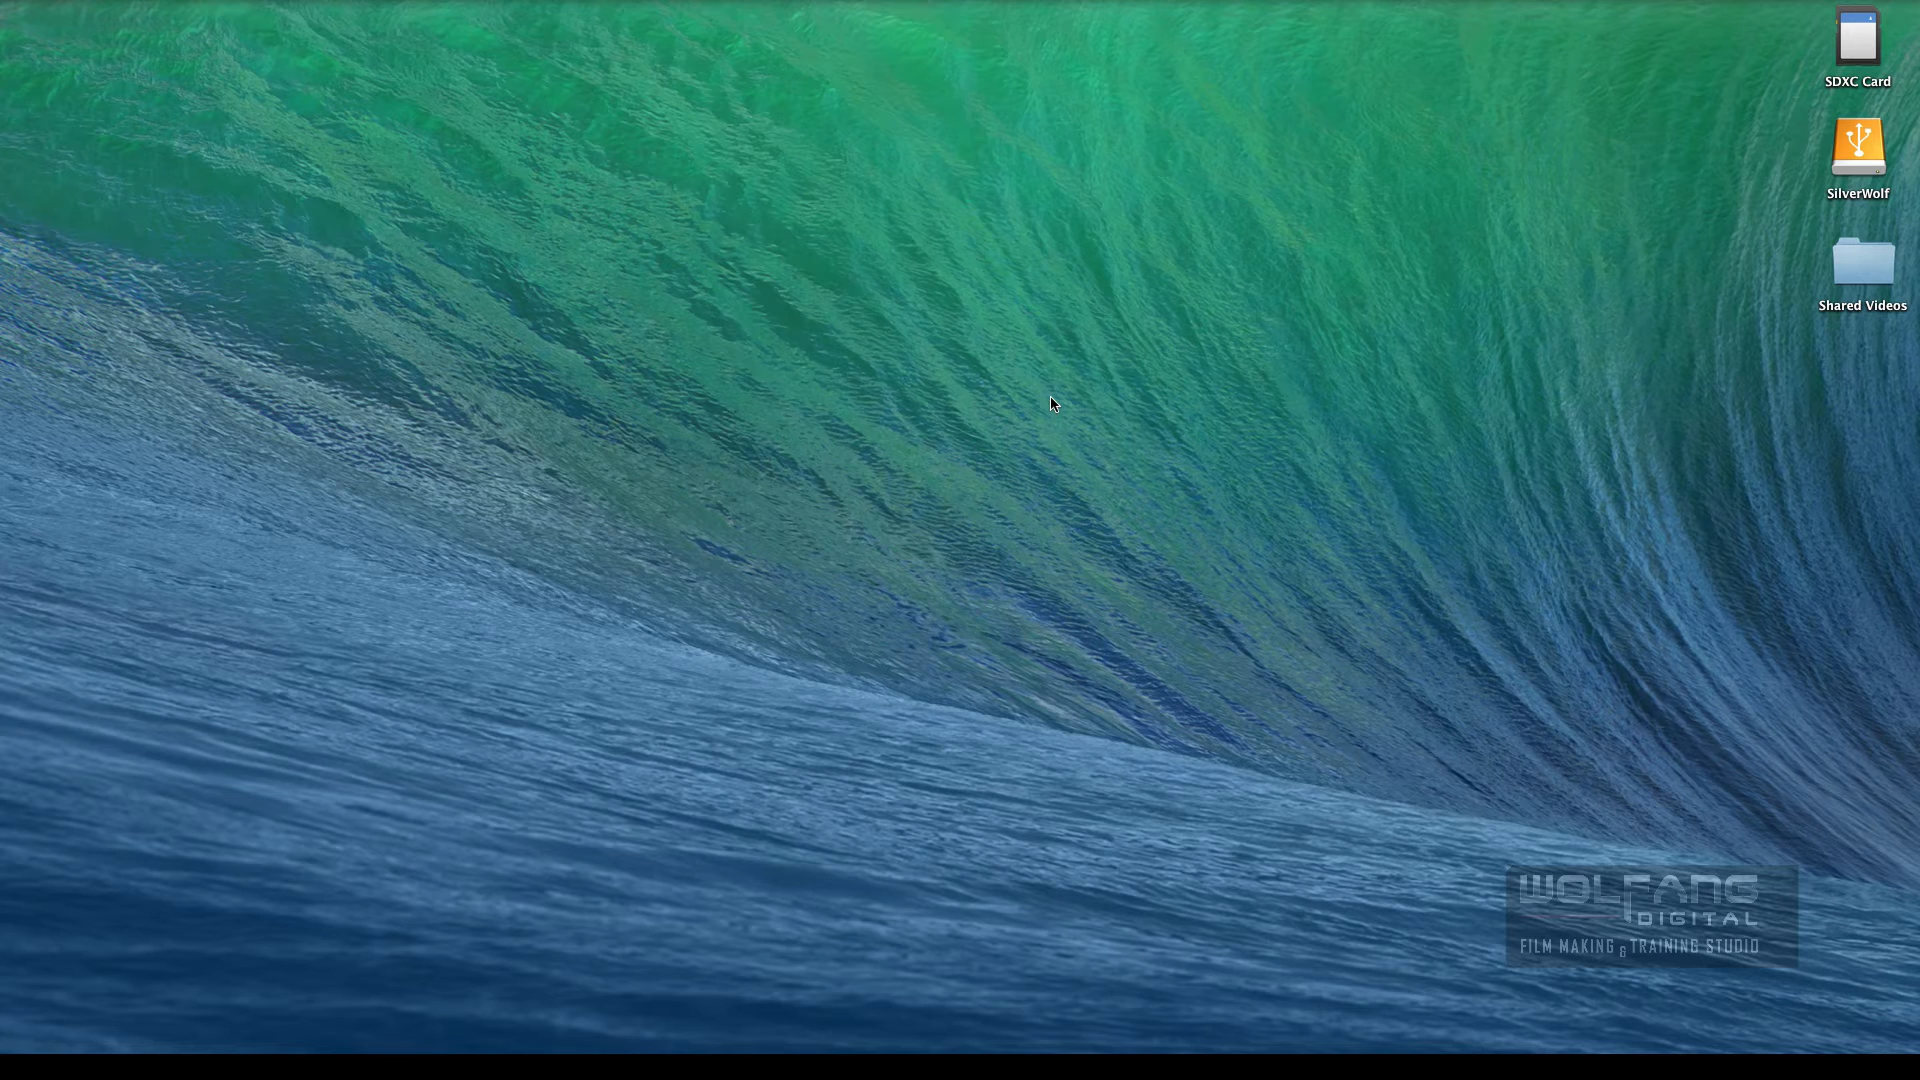 SDXC Card
SilverWolf
Shared Videos
WOLFANG
DIGITAL
FILM MAKING & TRAINING STUDIO